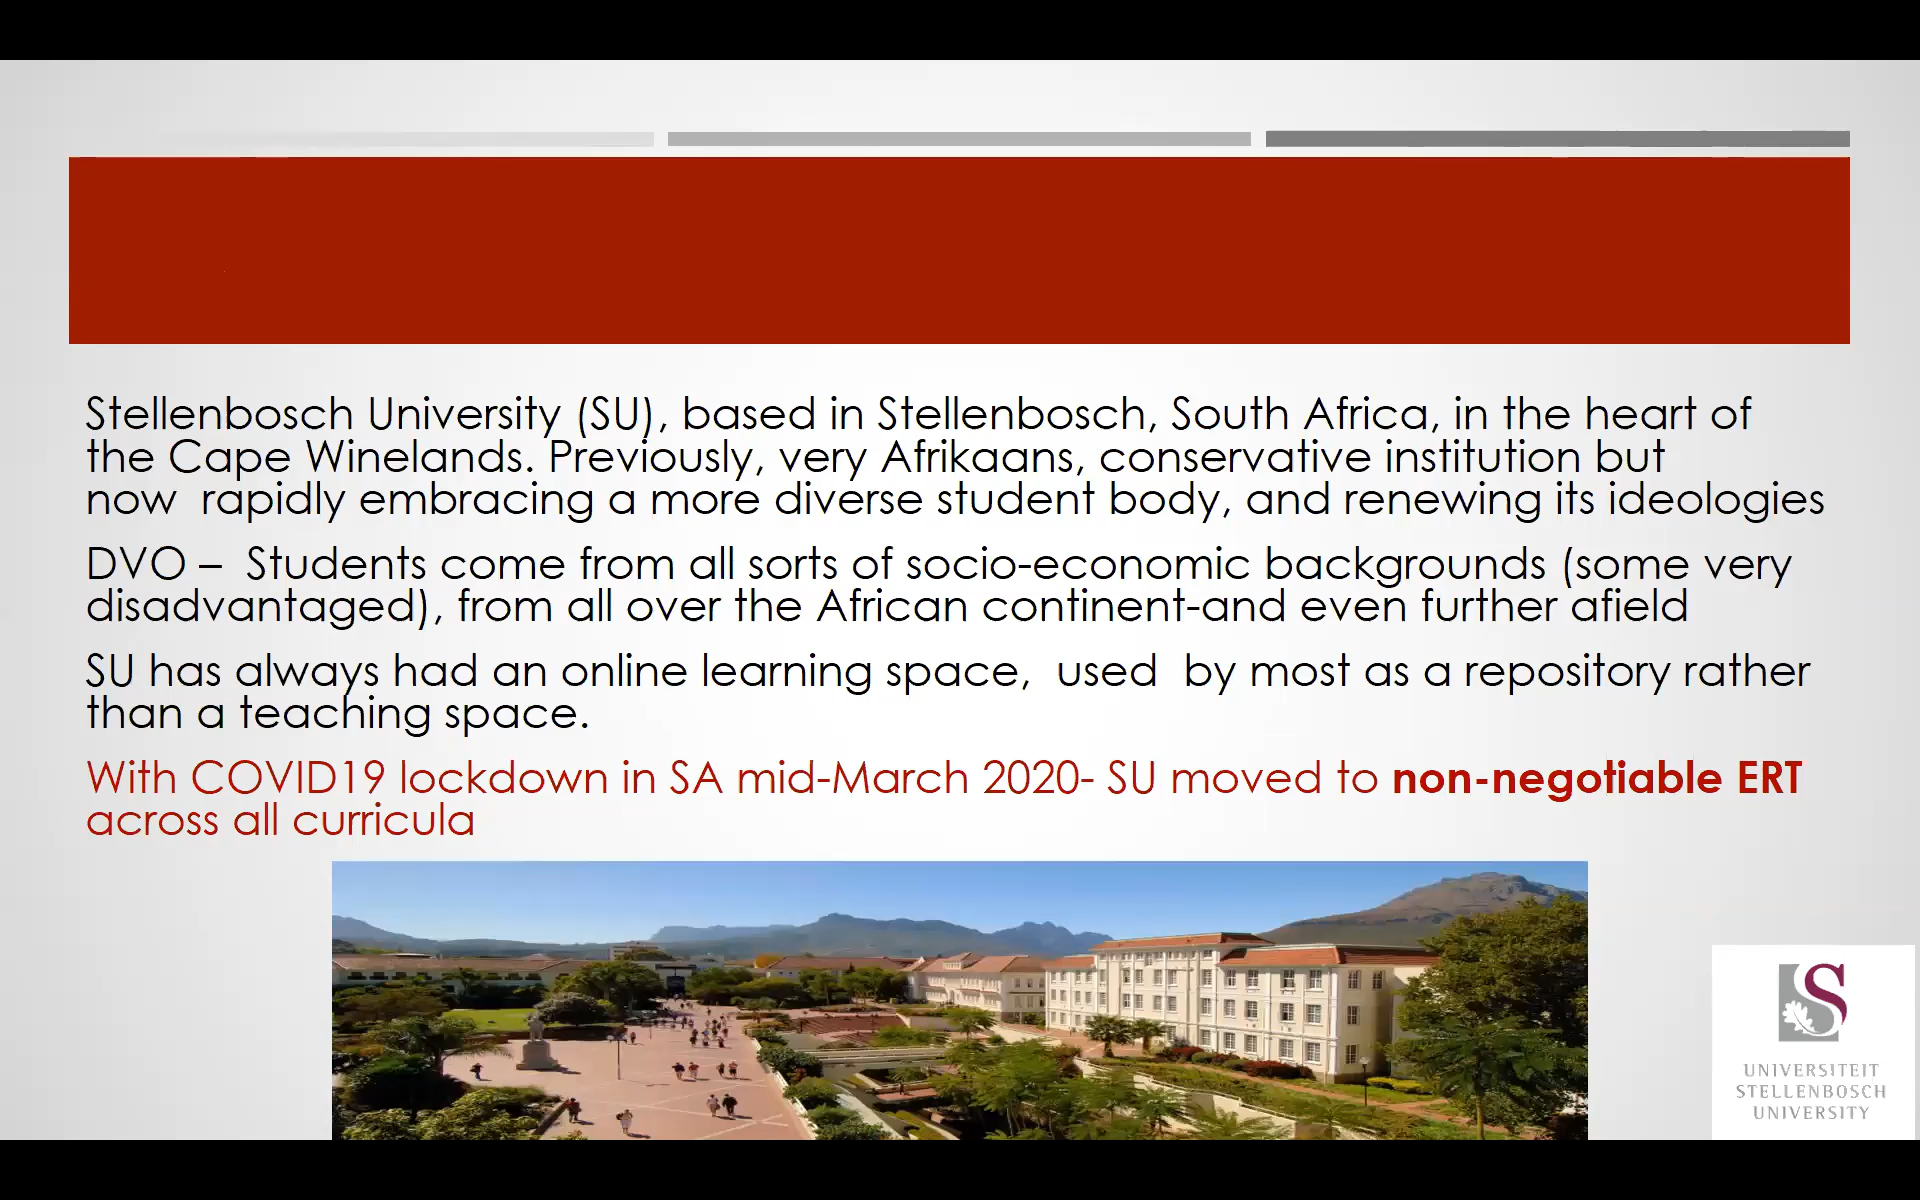 Stellenbosch University (SU), based in Stellenbosch, South Africa, in the heart of
the Cape Winelands. Previously, very Afrikaans, conservative institution but
now  rapidly embracing a more diverse student body, and renewing its ideologies
DVO –  Students come from all sorts of socio-economic backgrounds (some very
disadvantaged), from all over the African continent-and even further afield
SU has always had an online learning space,  used  by most as a repository rather
than a teaching space.
With COVID19 lockdown in SA mid-March 2020- SU moved to non-negotiable ERT
across all curricula
UNIVERSITEIT
STELLENBOSCH
UNIVERSITY